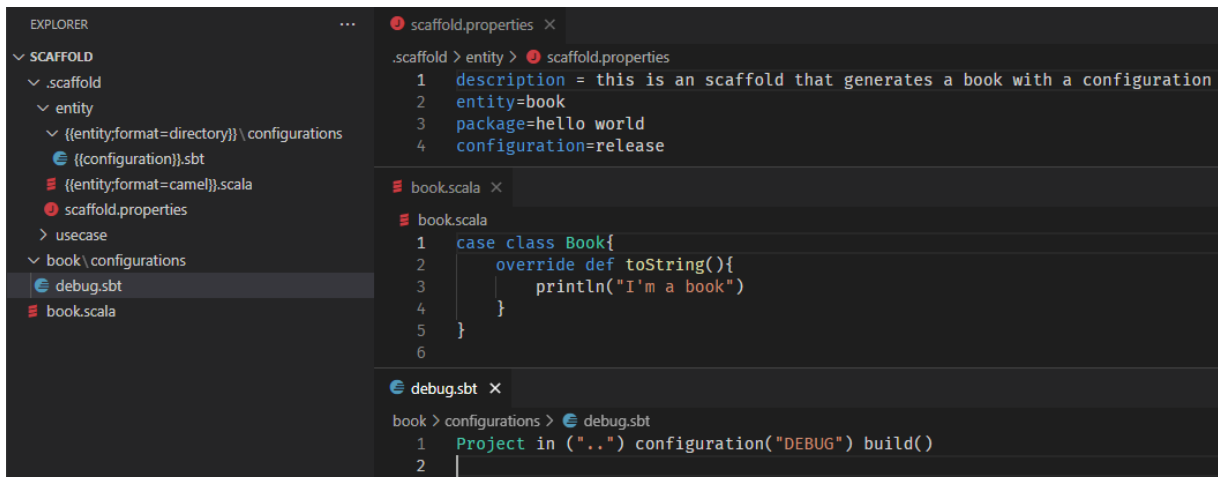 EXPLORER
...
SCAFFOLD
.scaffold
entity
{{entity;format=directory}}\configurations
{{configuration}}.sbt
{{entity;format=camel}}.scala
scaffold.properties
usecase
book\configurations
debug.sbt
book.scala
scaffold.properties
.scaffold > entity > scaffold.properties
1 description = this is an scaffold that generates a book with a configuration
2 entity=book
3 package=hello world
4 configuration=release
book.scala
book.scala
1 case class Book{
2 override def toString(){
3 println("I'm a book")
4 }
5 }
6
debug.sbt
book > configurations > debug.sbt
1 Project in ("..") configuration("DEBUG") build()
2